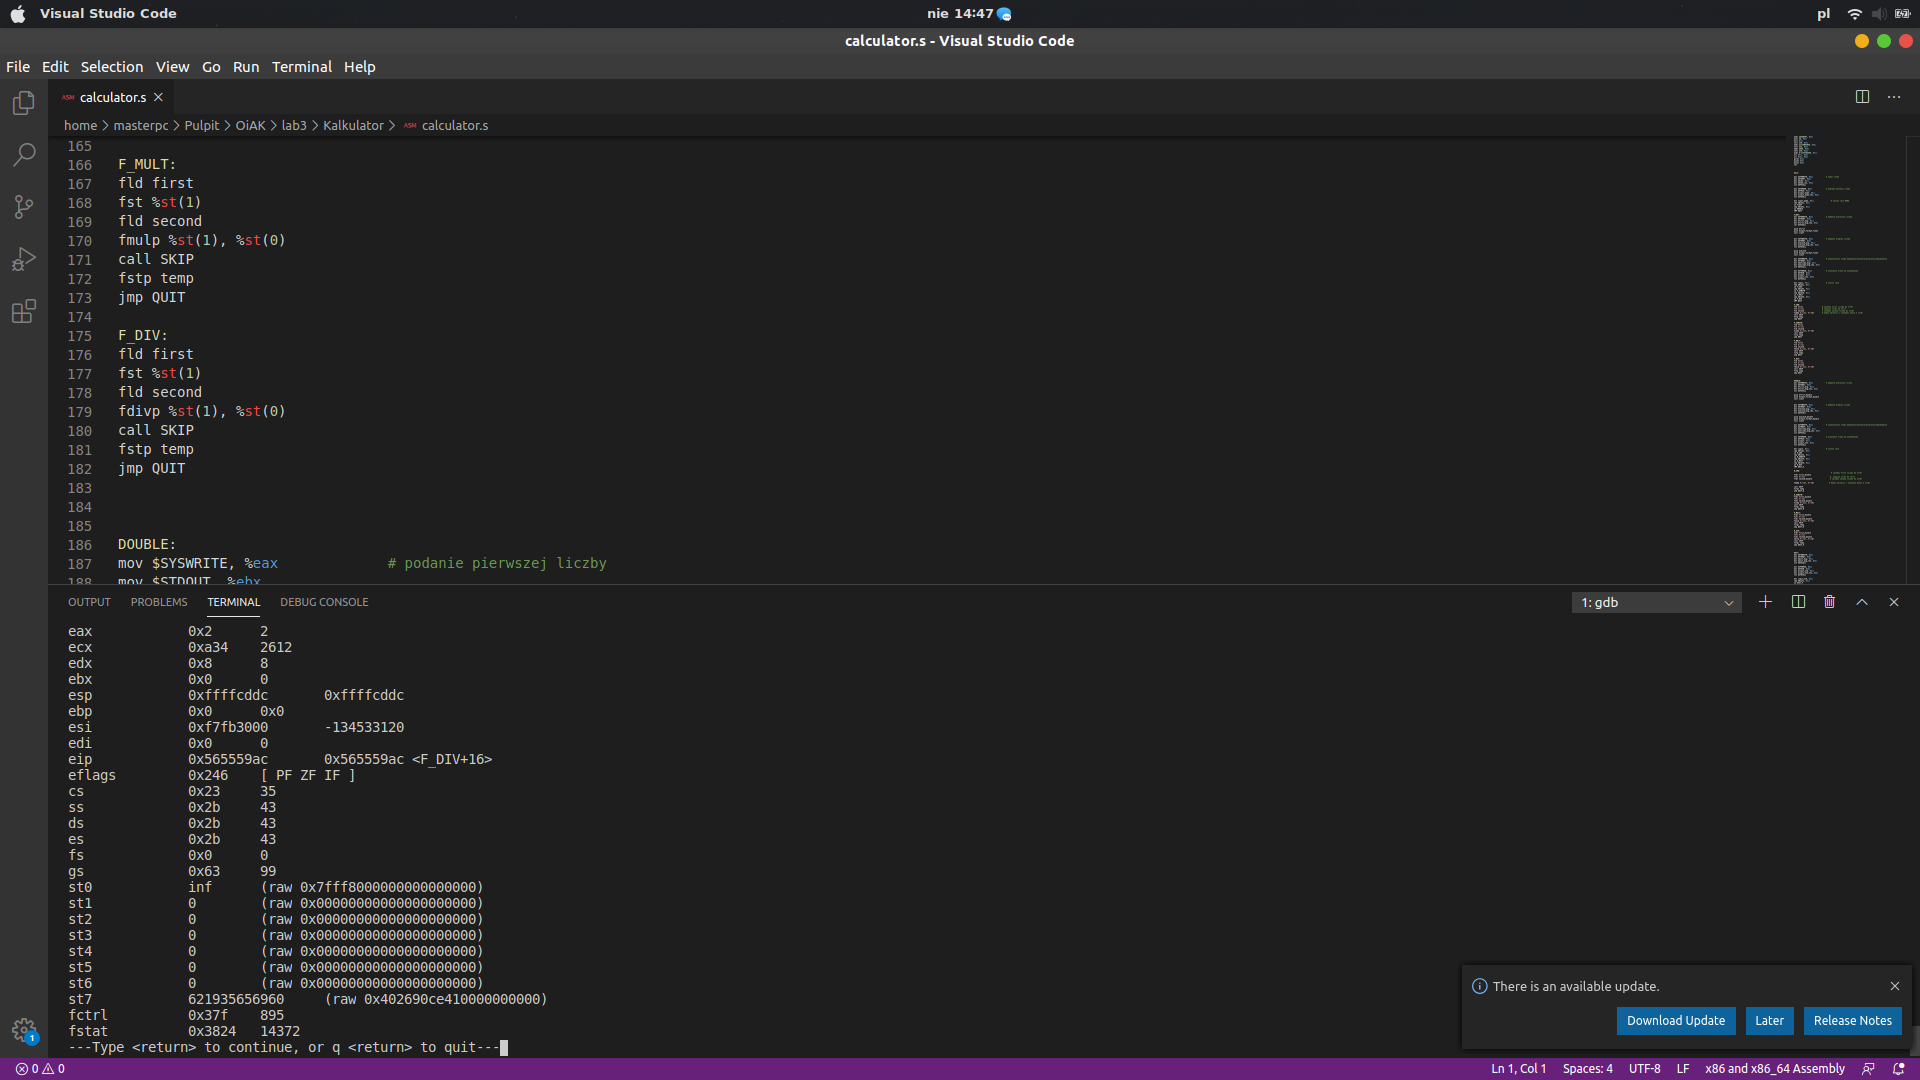 Visual Studio Code
nie 14:47
pl
calculator.s - Visual Studio Code
File Edit Selection View Go Run Terminal Help
ASM calculator.s
home > masterpc > Pulpit > OiAK > lab3 > Kalkulator > ASM calculator.s
165
166 F_MULT:
167 fld first
168 fst %st(1)
169 fld second
170 fmulp %st(1), %st(0)
171 call SKIP
172 fstp temp
173 jmp QUIT
174
175 F_DIV:
176 fld first
177 fst %st(1)
178 fld second
179 fdivp %st(1), %st(0)
180 call SKIP
181 fstp temp
182 jmp QUIT
183
184
185
186 DOUBLE:
187 mov $SYSWRITE, %eax # podanie pierwszej liczby
188 mov $STDOUT, %ebx
OUTPUT PROBLEMS TERMINAL DEBUG CONSOLE
1: gdb
eax 0x2 2
ecx 0xa34 2612
edx 0x8 8
ebx 0x0 0
esp 0xffffcddc 0xffffcddc
ebp 0x0 0x0
esi 0xf7fb3000 -134533120
edi 0x0 0
eip 0x565559ac 0x565559ac <F_DIV+16>
eflags 0x246 [ PF ZF IF ]
cs 0x23 35
ss 0x2b 43
ds 0x2b 43
es 0x2b 43
fs 0x0 0
gs 0x63 99
st0 inf (raw 0x7fff8000000000000000)
st1 0 (raw 0x00000000000000000000)
st2 0 (raw 0x00000000000000000000)
st3 0 (raw 0x00000000000000000000)
st4 0 (raw 0x00000000000000000000)
st5 0 (raw 0x00000000000000000000)
st6 0 (raw 0x00000000000000000000)
st7 621935656960 (raw 0x402690ce410000000000)
fctrl 0x37f 895
fstat 0x3824 14372
---Type <return> to continue, or q <return> to quit---
There is an available update.
Download Update Later Release Notes
1
0 0
Ln 1, Col 1 Spaces: 4 UTF-8 LF x86 and x86_64 Assembly